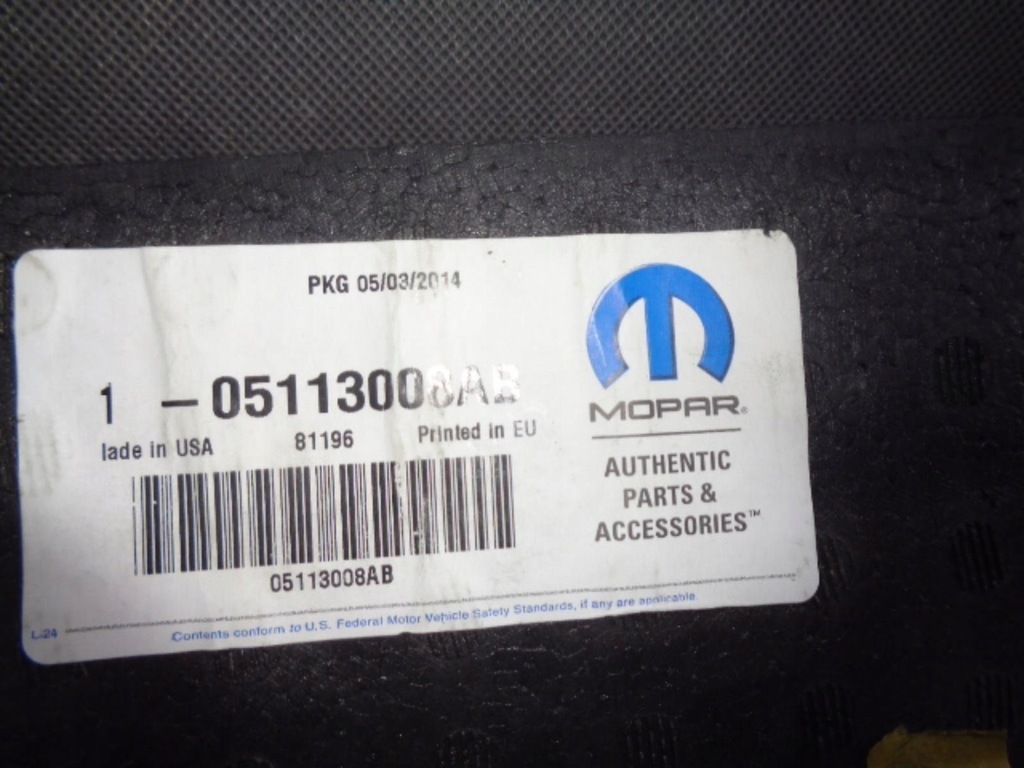 PKG 05/03/2014
1 – 05113008AB
lade in USA 81196 Printed in EU
05113008AB
MOPAR®
AUTHENTIC
PARTS &
ACCESSORIES™
L-24
Contents conform to U.S. Federal Motor Vehicle Safety Standards, if any are applicable.